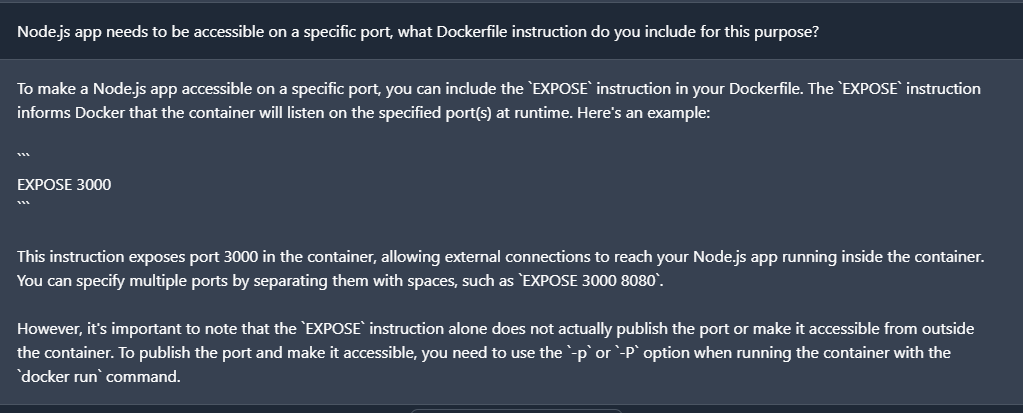 Node.js app needs to be accessible on a specific port, what Dockerfile instruction do you include for this purpose?
To make a Node.js app accessible on a specific port, you can include the `EXPOSE` instruction in your Dockerfile. The `EXPOSE` instruction
informs Docker that the container will listen on the specified port(s) at runtime. Here's an example:
```
EXPOSE 3000
```
This instruction exposes port 3000 in the container, allowing external connections to reach your Node.js app running inside the container.
You can specify multiple ports by separating them with spaces, such as `EXPOSE 3000 8080`.
However, it's important to note that the `EXPOSE` instruction alone does not actually publish the port or make it accessible from outside
the container. To publish the port and make it accessible, you need to use the `-p` or `-P` option when running the container with the
`docker run` command.